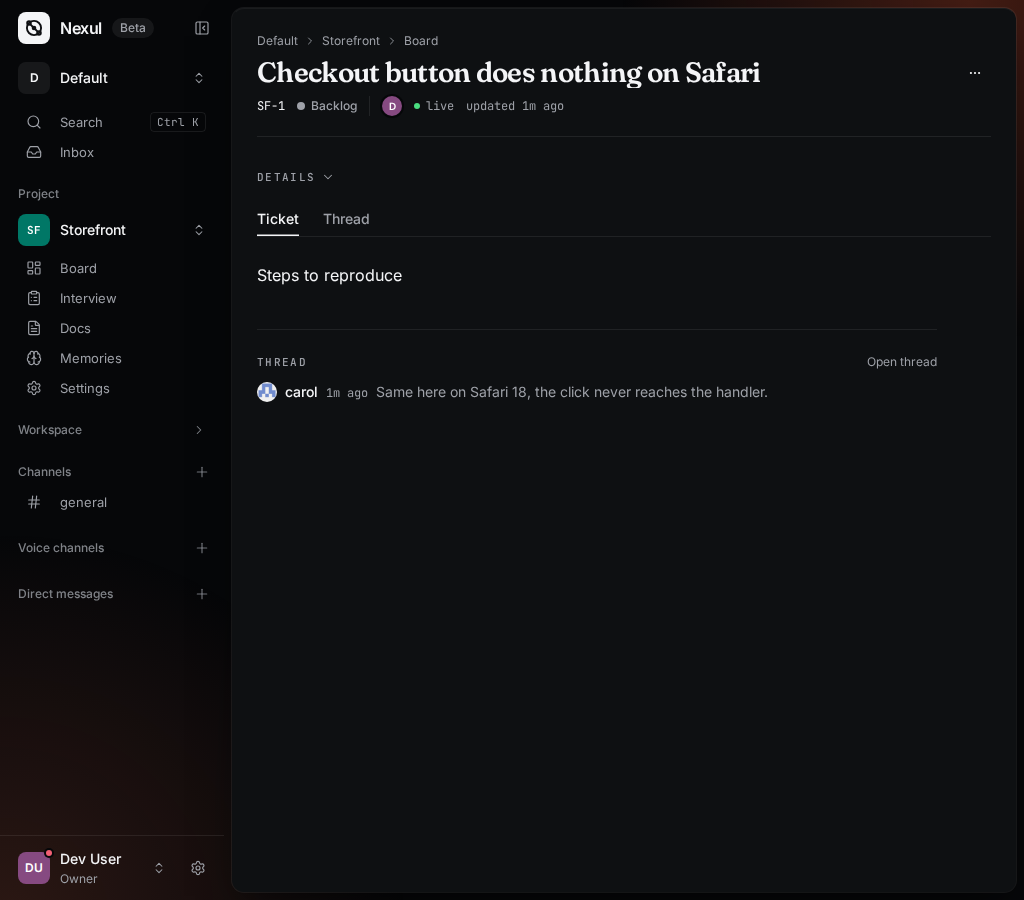 Nexul Beta
D Default
Search Ctrl K
Inbox
Project
SF Storefront
Board
Interview
Docs
Memories
Settings
Workspace
Channels
general
Voice channels
Direct messages
DU Dev User
Owner
Default Storefront Board
Checkout button does nothing on Safari
SF-1 Backlog D live updated 1m ago
DETAILS
Ticket Thread
Steps to reproduce
THREAD Open thread
carol 1m ago Same here on Safari 18, the click never reaches the handler.